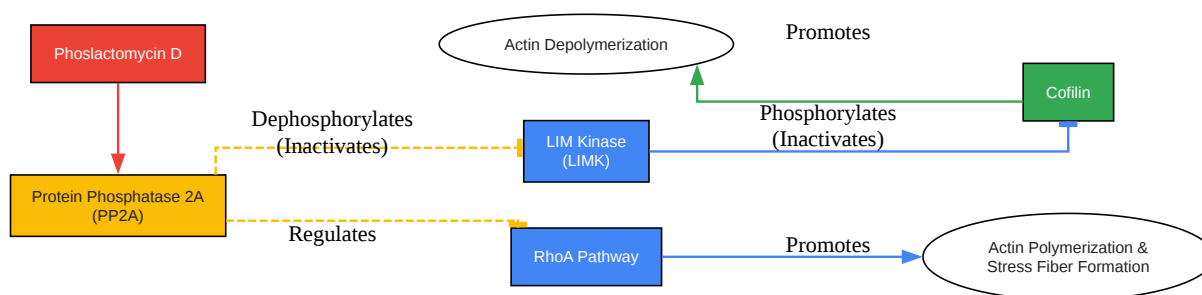 Phoslactomycin D
Actin Depolymerization
Promotes
Cofilin
Dephosphorylates
(Inactivates)
Phosphorylates
(Inactivates)
LIM Kinase
(LIMK)
Protein Phosphatase 2A
(PP2A)
Regulates
RhoA Pathway
Promotes
Actin Polymerization &
Stress Fiber Formation